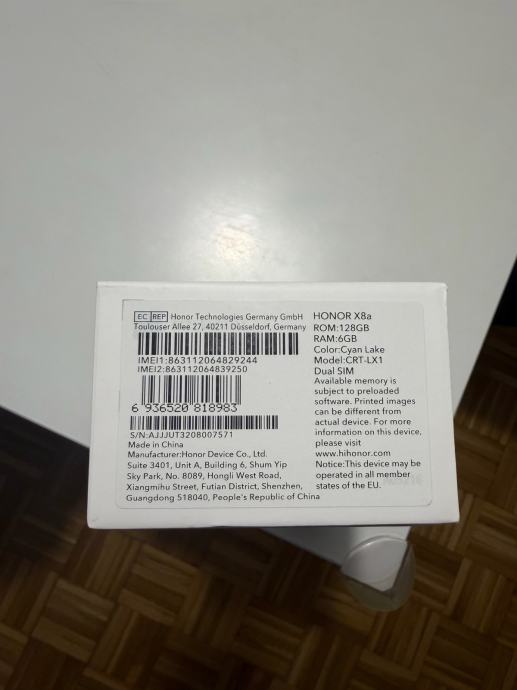 EC REP Honor Technologies Germany GmbH
Toulouser Allee 27, 40211 Düsseldorf, Germany
IMEI1:863112064829244
IMEI2:863112064839250
6 936520 818983
S/N:AJJJUT3208007571
Made in China
Manufacturer:Honor Device Co., Ltd.
Suite 3401, Unit A, Building 6, Shum Yip
Sky Park, No. 8089, Hongli West Road,
Xiangmihu Street, Futian District, Shenzhen,
Guangdong 518040, People's Republic of China
HONOR X8a
ROM:128GB
RAM:6GB
Color:Cyan Lake
Model:CRT-LX1
Dual SIM
Available memory is
subject to preloaded
software. Printed images
can be different from
actual device. For more
information on this device,
please visit
www.hihonor.com
Notice:This device may be
operated in all member
states of the EU.